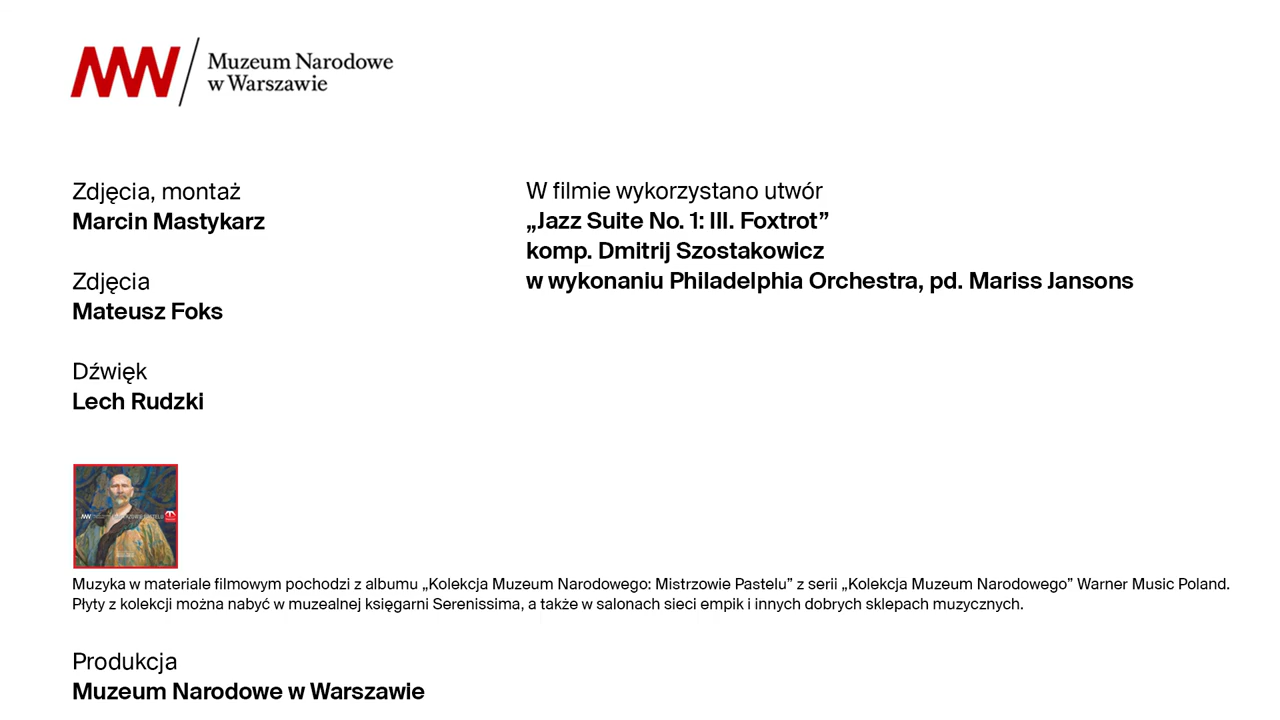 MW
Muzeum Narodowe
w Warszawie
Zdjęcia, montaż
Marcin Mastykarz
Zdjęcia
Mateusz Foks
Dźwięk
Lech Rudzki
W filmie wykorzystano utwór
„Jazz Suite No. 1: III. Foxtrot”
komp. Dmitrij Szostakowicz
w wykonaniu Philadelphia Orchestra, pd. Mariss Jansons
Muzyka w materiale filmowym pochodzi z albumu „Kolekcja Muzeum Narodowego: Mistrzowie Pastelu” z serii „Kolekcja Muzeum Narodowego” Warner Music Poland.
Płyty z kolekcji można nabyć w muzealnej księgarni Serenissima, a także w salonach sieci empik i innych dobrych sklepach muzycznych.
Produkcja
Muzeum Narodowe w Warszawie